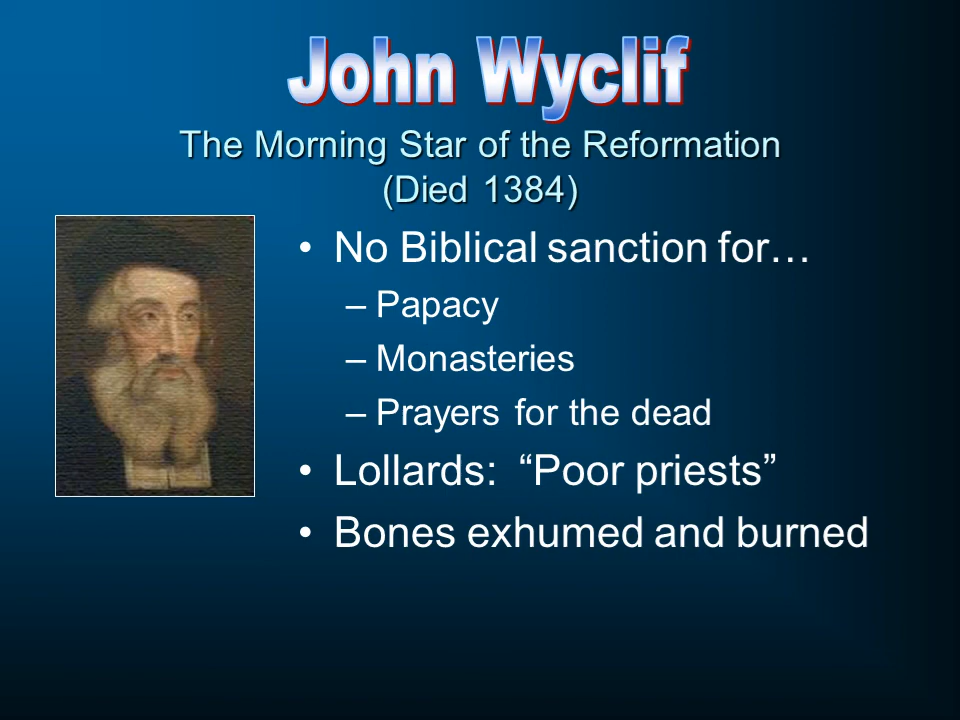 John Wyclif
The Morning Star of the Reformation
(Died 1384)
• No Biblical sanction for…
– Papacy
– Monasteries
– Prayers for the dead
• Lollards: “Poor priests”
• Bones exhumed and burned